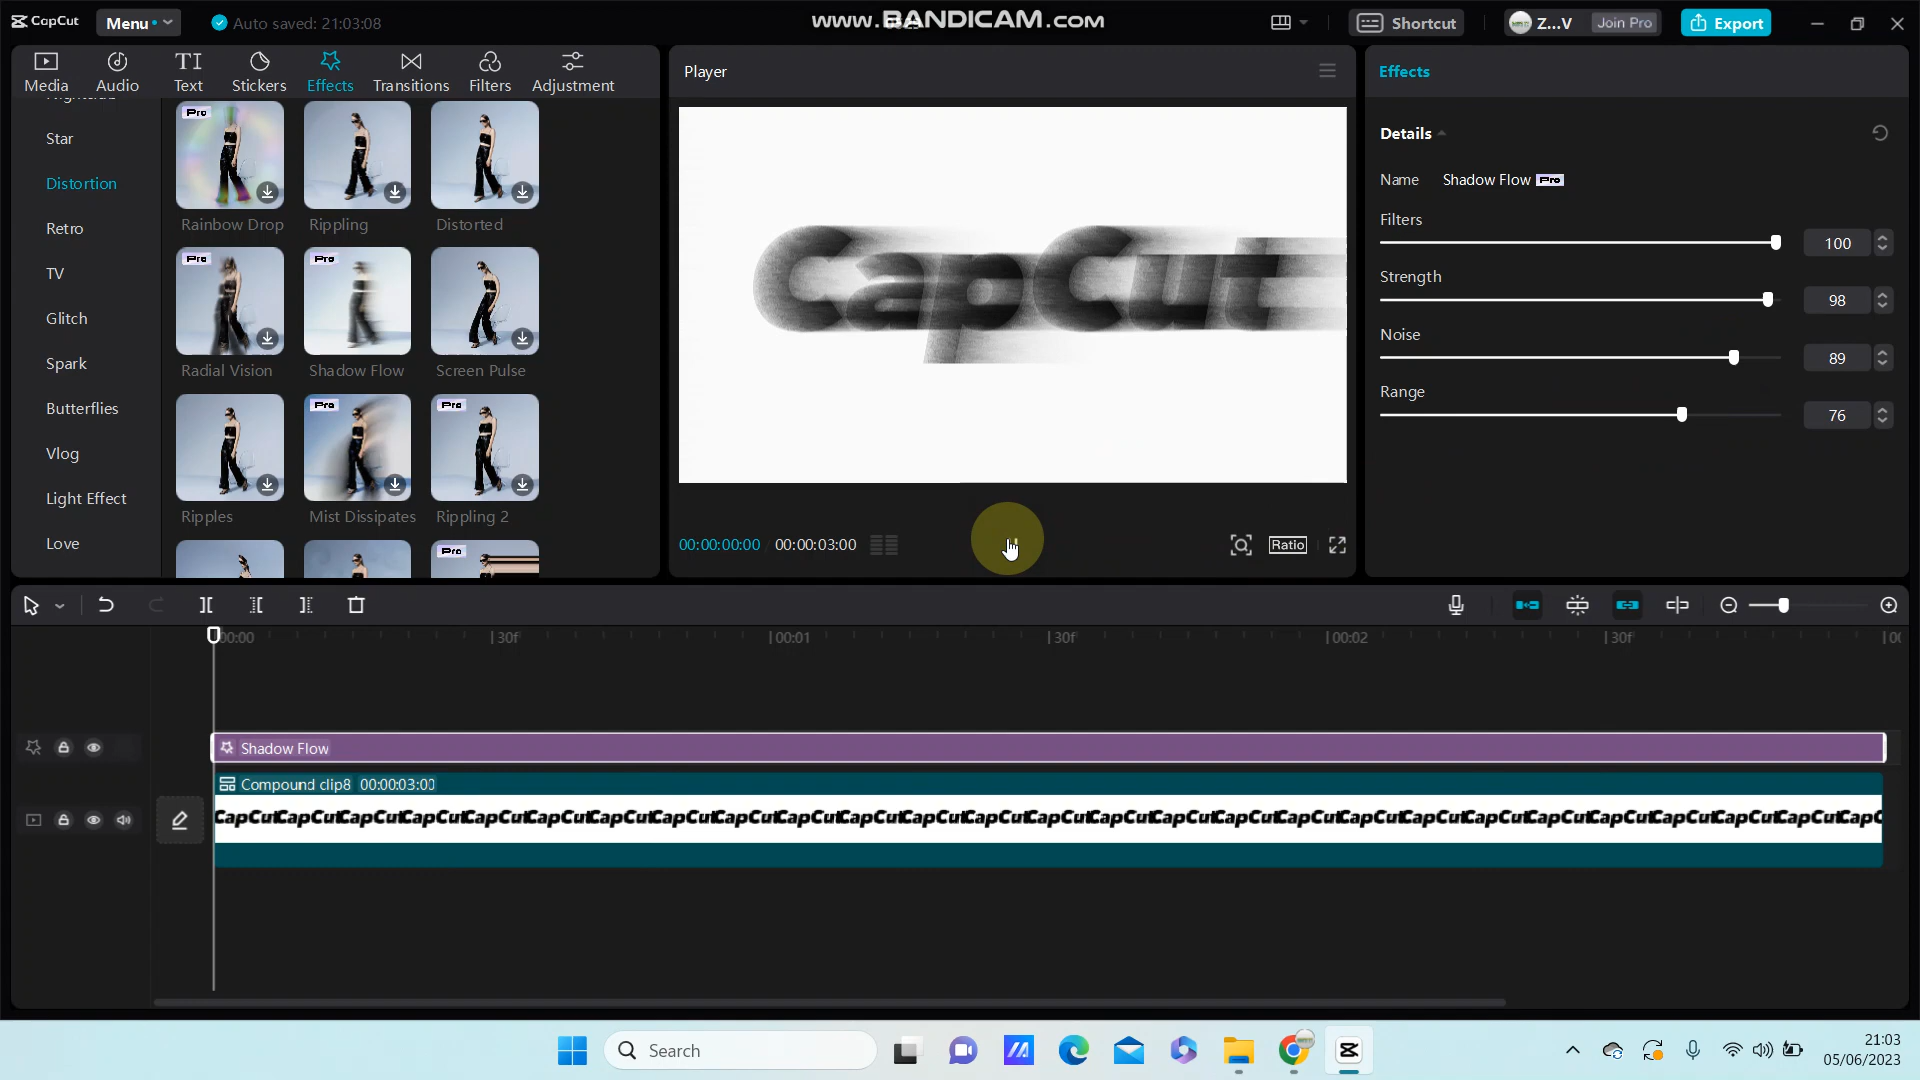 CapCut
Menu
Auto saved: 21:03:08
www.BANDICAM.com
Shortcut
Z...V
Join Pro
Export
Media
Audio
Text
Stickers
Effects
Transitions
Filters
Adjustment
Star
Distortion
Retro
TV
Glitch
Spark
Butterflies
Vlog
Light Effect
Love
Pro
Rainbow Drop
Rippling
Distorted
Pro
Pro
Radial Vision
Shadow Flow
Screen Pulse
Pro
Pro
Ripples
Mist Dissipates
Rippling 2
Pro
Player
CapCut
00:00:00:00
00:00:03:00
Ratio
Effects
Details
Name
Shadow Flow Pro
Filters
100
Strength
98
Noise
89
Range
76
00:00
30f
00:01
30f
00:02
30f
Shadow Flow
Compound clip8 00:00:03:00
CapCutCapCutCapCutCapCutCapCutCapCutCapCutCapCutCapCutCapCutCapCutCapCutCapCutCapCutCapCutCapCutCapCutCapCutCapCutCapCutCapCutCapCutCapCutCapCutCapCutCapCutCapC
Search
21:03
05/06/2023